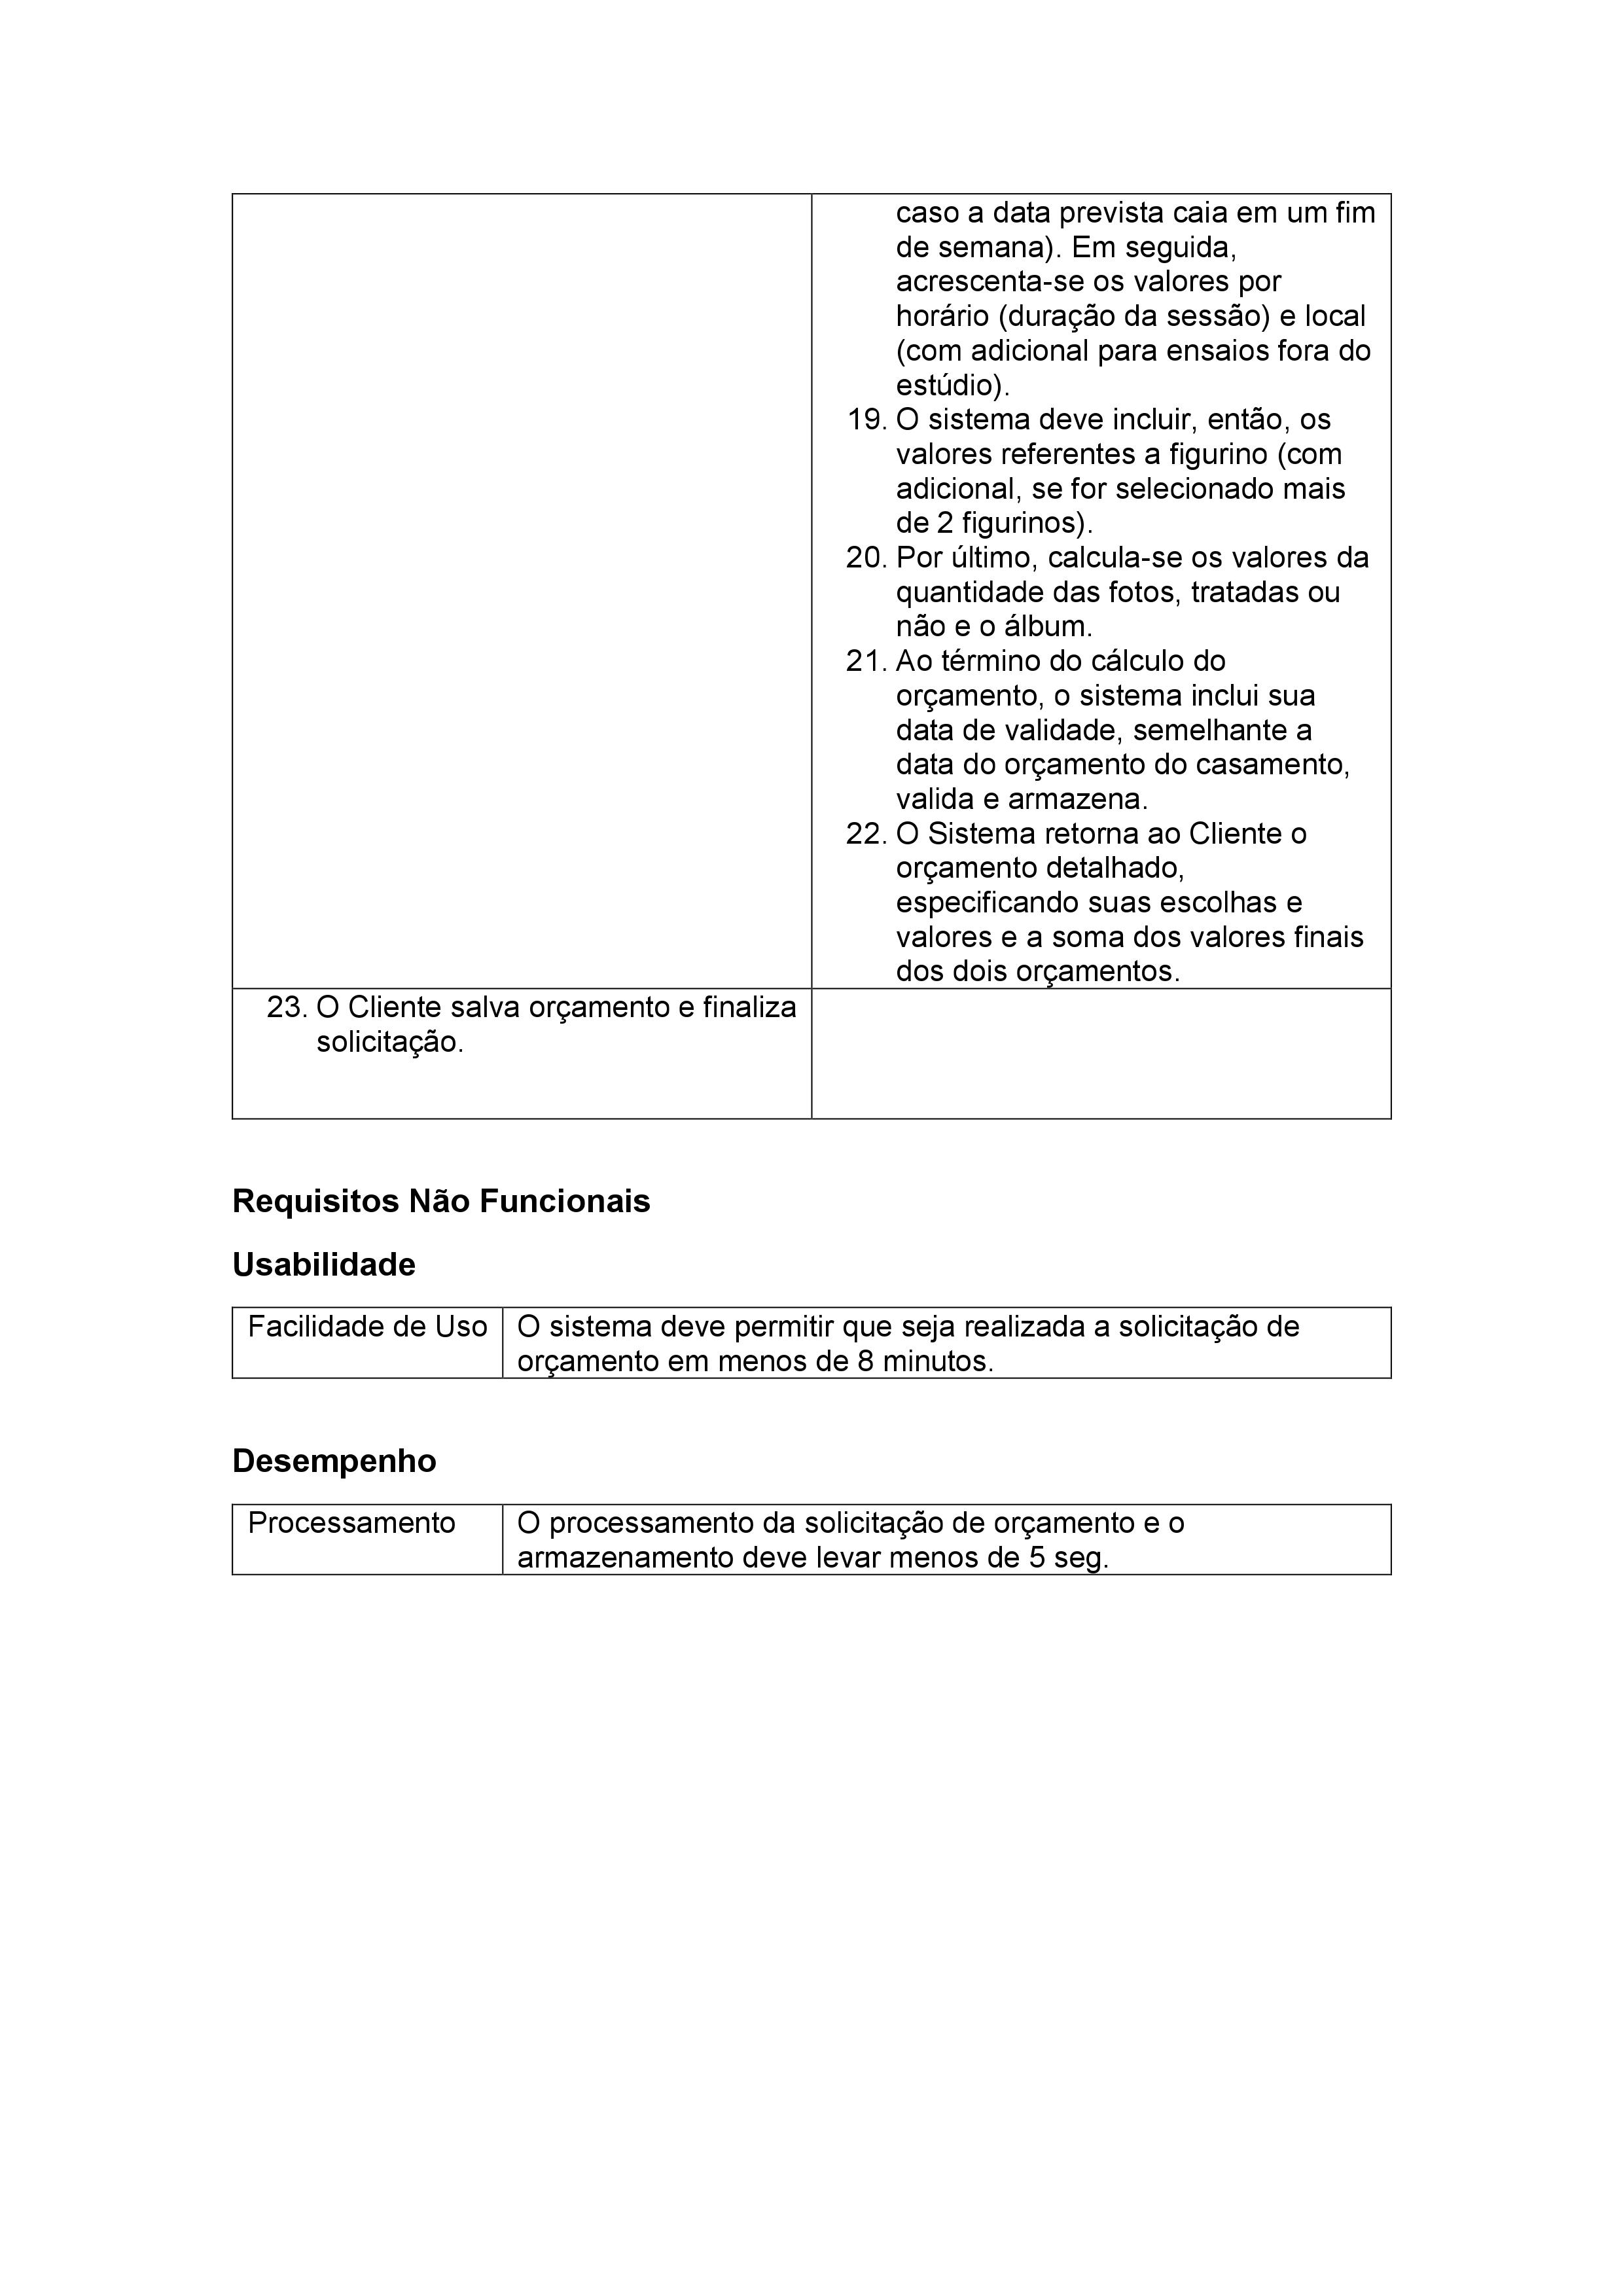 caso a data prevista caia em um fim
de semana). Em seguida,
acrescenta-se os valores por
horário (duração da sessão) e local
(com adicional para ensaios fora do
estúdio).
19. O sistema deve incluir, então, os
valores referentes a figurino (com
adicional, se for selecionado mais
de 2 figurinos).
20. Por último, calcula-se os valores da
quantidade das fotos, tratadas ou
não e o álbum.
21. Ao término do cálculo do
orçamento, o sistema inclui sua
data de validade, semelhante a
data do orçamento do casamento,
valida e armazena.
22. O Sistema retorna ao Cliente o
orçamento detalhado,
especificando suas escolhas e
valores e a soma dos valores finais
dos dois orçamentos.
23. O Cliente salva orçamento e finaliza
solicitação.
Requisitos Não Funcionais
Usabilidade
Facilidade de Uso
O sistema deve permitir que seja realizada a solicitação de
orçamento em menos de 8 minutos.
Desempenho
Processamento
O processamento da solicitação de orçamento e o
armazenamento deve levar menos de 5 seg.